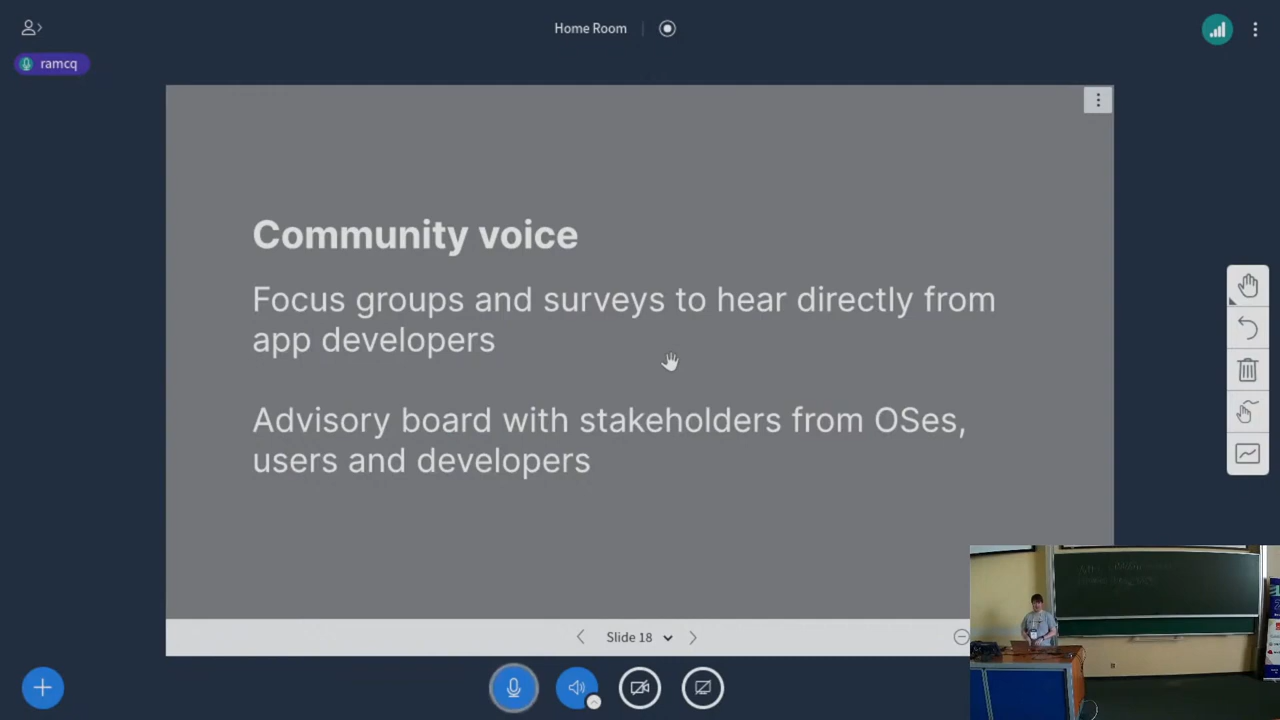 Home Room
ramcq
Community voice
Focus groups and surveys to hear directly from
app developers
Advisory board with stakeholders from OSes,
users and developers
Slide 18